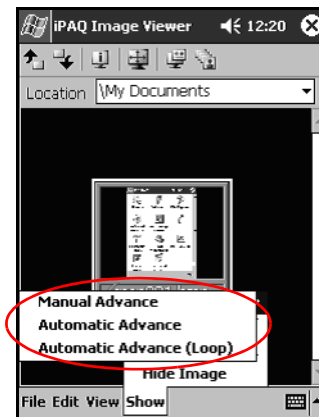 iPAQ Image Viewer 12:20
Location \My Documents
Manual Advance
Automatic Advance
Automatic Advance (Loop)
Hide Image
File Edit View Show